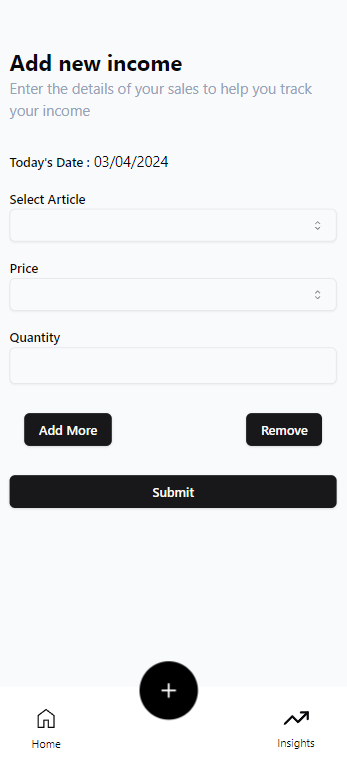 Add new income
Enter the details of your sales to help you track
your income
Today's Date : 03/04/2024
Select Article
Price
Quantity
Add More
Remove
Submit
Home
Insights